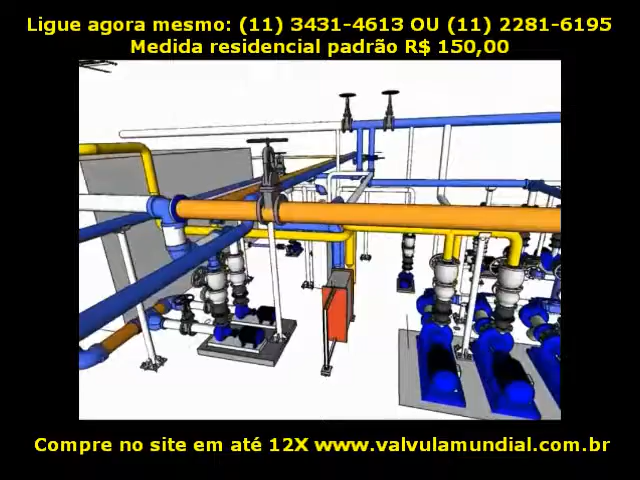 Ligue agora mesmo: (11) 3431-4613 OU (11) 2281-6195
Medida residencial padrão R$ 150,00
Compre no site em até 12X www.valvulamundial.com.br